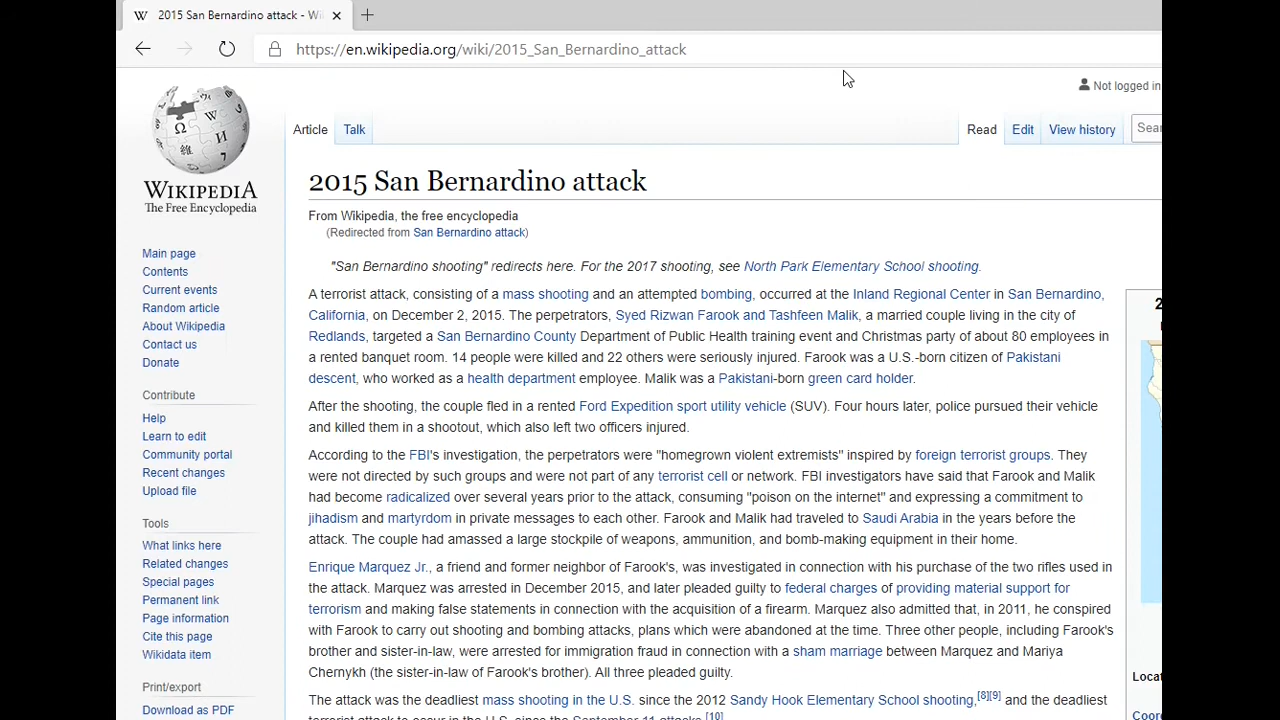 2015 San Bernardino attack - Wi
https://en.wikipedia.org/wiki/2015_San_Bernardino_attack
Not logged in
Article Talk Read Edit View history Sea
WIKIPEDIA
The Free Encyclopedia
Main page
Contents
Current events
Random article
About Wikipedia
Contact us
Donate
Contribute
Help
Learn to edit
Community portal
Recent changes
Upload file
Tools
What links here
Related changes
Special pages
Permanent link
Page information
Cite this page
Wikidata item
Print/export
Download as PDF
2015 San Bernardino attack
From Wikipedia, the free encyclopedia
(Redirected from San Bernardino attack)
"San Bernardino shooting" redirects here. For the 2017 shooting, see North Park Elementary School shooting.
A terrorist attack, consisting of a mass shooting and an attempted bombing, occurred at the Inland Regional Center in San Bernardino,
California, on December 2, 2015. The perpetrators, Syed Rizwan Farook and Tashfeen Malik, a married couple living in the city of
Redlands, targeted a San Bernardino County Department of Public Health training event and Christmas party of about 80 employees in
a rented banquet room. 14 people were killed and 22 others were seriously injured. Farook was a U.S.-born citizen of Pakistani
descent, who worked as a health department employee. Malik was a Pakistani-born green card holder.
After the shooting, the couple fled in a rented Ford Expedition sport utility vehicle (SUV). Four hours later, police pursued their vehicle
and killed them in a shootout, which also left two officers injured.
According to the FBI's investigation, the perpetrators were "homegrown violent extremists" inspired by foreign terrorist groups. They
were not directed by such groups and were not part of any terrorist cell or network. FBI investigators have said that Farook and Malik
had become radicalized over several years prior to the attack, consuming "poison on the internet" and expressing a commitment to
jihadism and martyrdom in private messages to each other. Farook and Malik had traveled to Saudi Arabia in the years before the
attack. The couple had amassed a large stockpile of weapons, ammunition, and bomb-making equipment in their home.
Enrique Marquez Jr., a friend and former neighbor of Farook's, was investigated in connection with his purchase of the two rifles used in
the attack. Marquez was arrested in December 2015, and later pleaded guilty to federal charges of providing material support for
terrorism and making false statements in connection with the acquisition of a firearm. Marquez also admitted that, in 2011, he conspired
with Farook to carry out shooting and bombing attacks, plans which were abandoned at the time. Three other people, including Farook's
brother and sister-in-law, were arrested for immigration fraud in connection with a sham marriage between Marquez and Mariya
Chernykh (the sister-in-law of Farook's brother). All three pleaded guilty.
The attack was the deadliest mass shooting in the U.S. since the 2012 Sandy Hook Elementary School shooting,[8][9] and the deadliest
terrorist attack to occur in the U.S. since the September 11 attacks.[10]
2
Locat
Coord